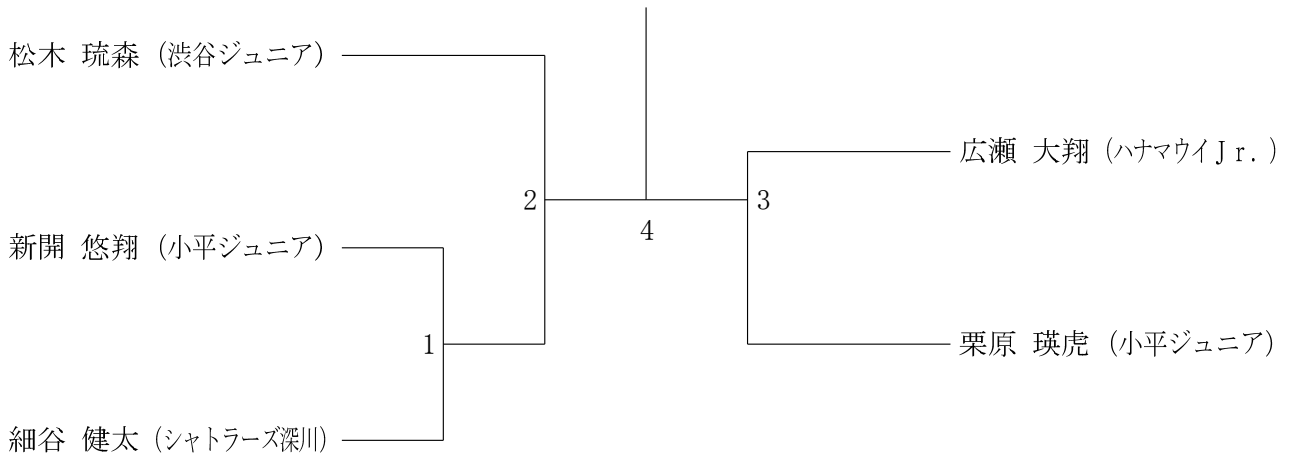 松木 琉森 (渋谷ジュニア)
広瀬 大翔 (ハナマウイＪｒ.)
2
3
4
新開 悠翔 (小平ジュニア)
1
栗原 瑛虎 (小平ジュニア)
細谷 健太 (シャトラーズ深川)